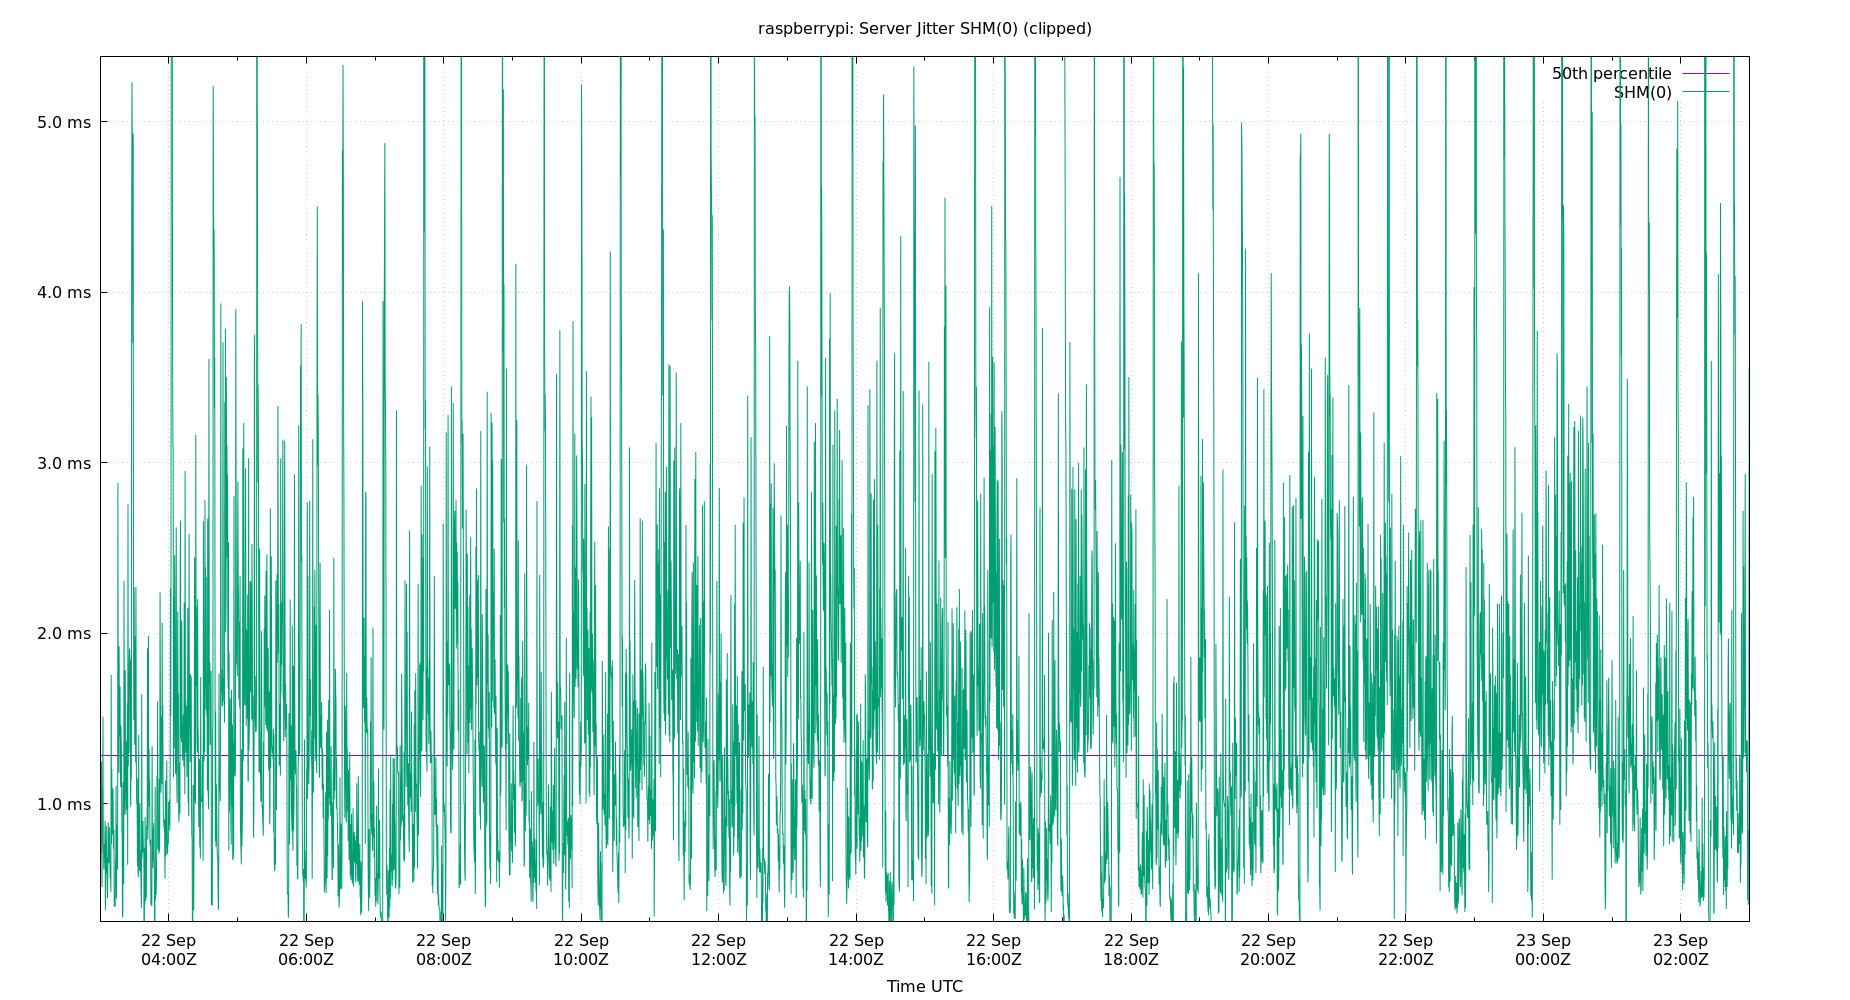 raspberrypi: Server Jitter SHM(0) (clipped)
50th percentile
SHM(0)
5.0 ms
4.0 ms
3.0 ms
2.0 ms
1.0 ms
22 Sep 22 Sep 22 Sep 22 Sep 22 Sep 22 Sep 22 Sep 22 Sep 22 Sep 22 Sep 23 Sep 23 Sep
04:00Z 06:00Z 08:00Z 10:00Z 12:00Z 14:00Z 16:00Z 18:00Z 20:00Z 22:00Z 00:00Z 02:00Z
Time UTC